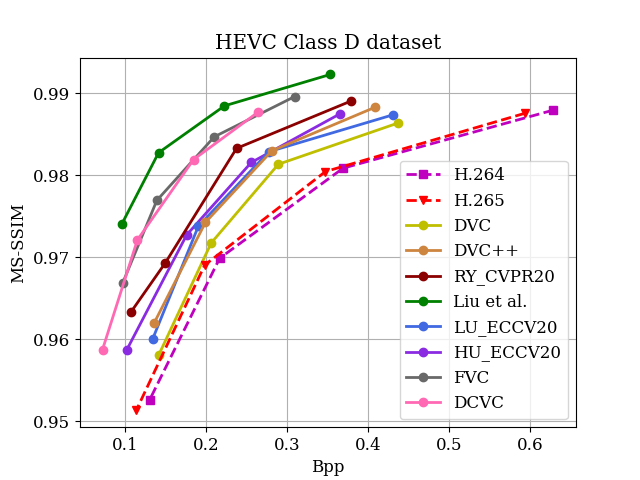 HEVC Class D dataset
MS-SSIM
0.99
0.98
0.97
0.96
0.95
0.1 0.2 0.3 0.4 0.5 0.6
Bpp
H.264
H.265
DVC
DVC++
RY_CVPR20
Liu et al.
LU_ECCV20
HU_ECCV20
FVC
DCVC